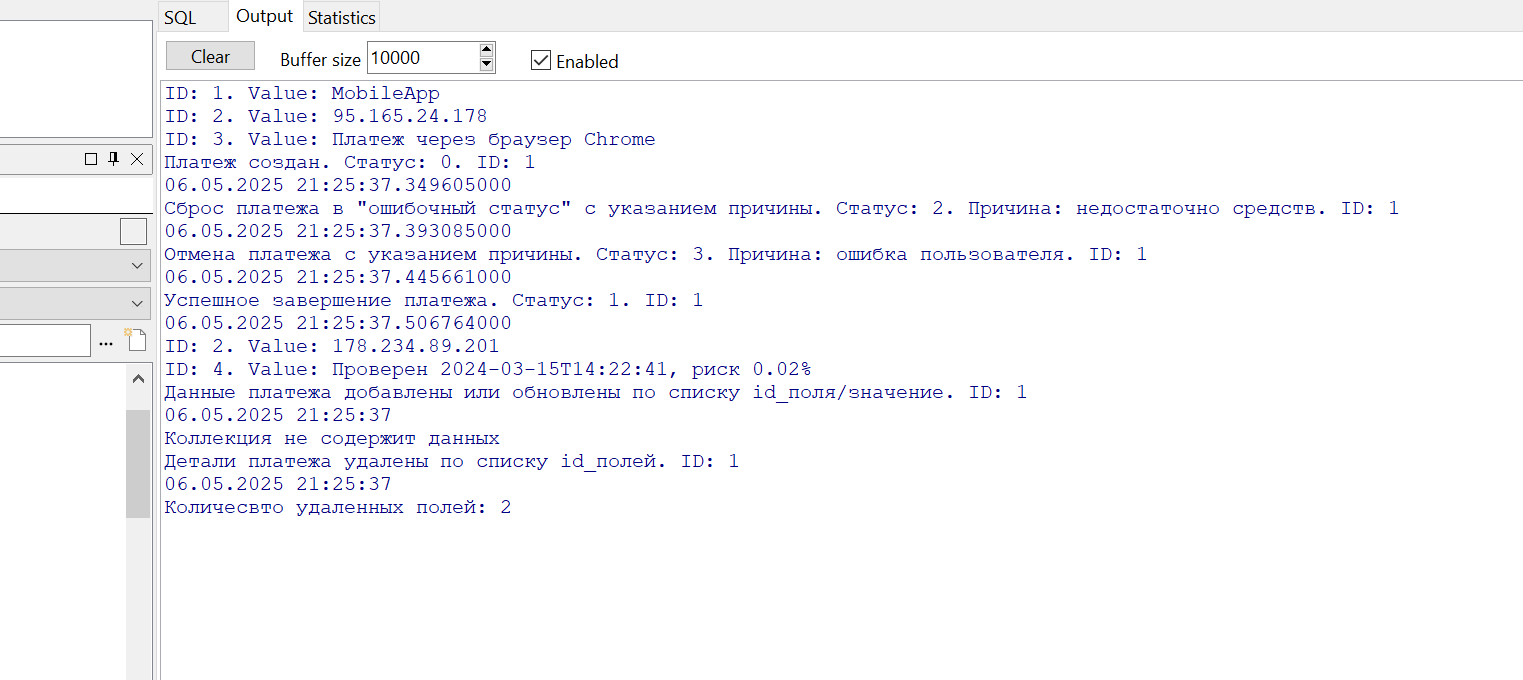 SQL Output Statistics
Clear Buffer size 10000 Enabled
ID: 1. Value: MobileApp
ID: 2. Value: 95.165.24.178
ID: 3. Value: Платеж через браузер Chrome
Платеж создан. Статус: 0. ID: 1
06.05.2025 21:25:37.349605000
Сброс платежа в "ошибочный статус" с указанием причины. Статус: 2. Причина: недостаточно средств. ID: 1
06.05.2025 21:25:37.393085000
Отмена платежа с указанием причины. Статус: 3. Причина: ошибка пользователя. ID: 1
06.05.2025 21:25:37.445661000
Успешное завершение платежа. Статус: 1. ID: 1
06.05.2025 21:25:37.506764000
ID: 2. Value: 178.234.89.201
ID: 4. Value: Проверен 2024-03-15T14:22:41, риск 0.02%
Данные платежа добавлены или обновлены по списку id_поля/значение. ID: 1
06.05.2025 21:25:37
Коллекция не содержит данных
Детали платежа удалены по списку id_полей. ID: 1
06.05.2025 21:25:37
Количесвто удаленных полей: 2